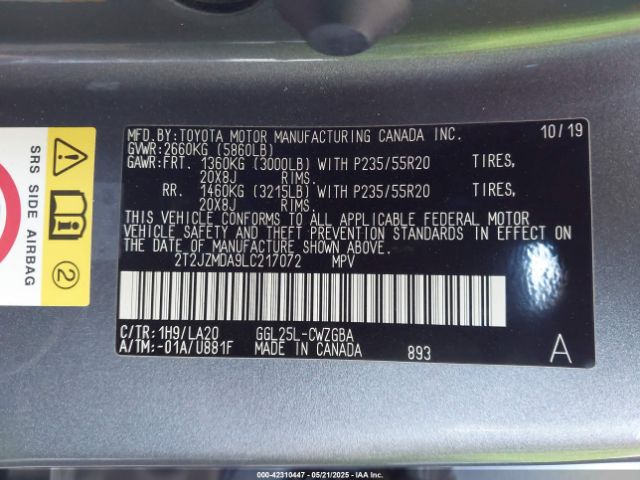 MFD.BY:TOYOTA MOTOR MANUFACTURING CANADA INC. 10/19
GVWR:2660KG (5860LB)
GAWR:FRT. 1360KG (3000LB) WITH P235/55R20 TIRES,
20X8J RIMS,
RR. 1460KG (3215LB) WITH P235/55R20 TIRES,
20X8J RIMS.
THIS VEHICLE CONFORMS TO ALL APPLICABLE FEDERAL MOTOR
VEHICLE SAFETY AND THEFT PREVENTION STANDARDS IN EFFECT ON
THE DATE OF MANUFACTURE SHOWN ABOVE.
2T2JZMDA9LC217072 MPV
C/TR:1H9/LA20 GGL25L-CWZGBA
A/TM:-01A/U881F MADE IN CANADA 893 A
SRS SIDE AIRBAG
2
000-42310447 — 05/21/2025 — IAA Inc.